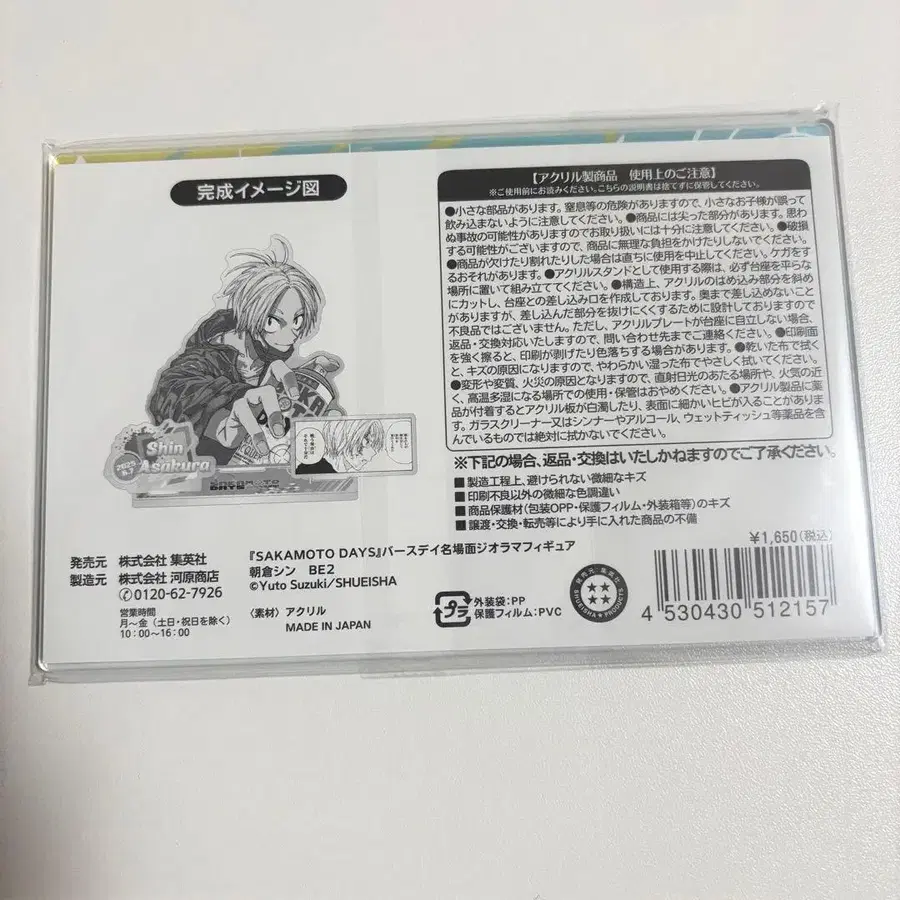 完成イメージ図
Shin
Asakura
2025
SAKAMOTO
DAYS
発売元 株式会社 集英社
製造元 株式会社 河原商店
0120-62-7926
営業時間
月～金（土日・祝日を除く）
10：00～16：00
『SAKAMOTO DAYS』バースデイ名場面ジオラマフィギュア
朝倉シン BE2
©Yuto Suzuki/SHUEISHA
〈素材〉アクリル
MADE IN JAPAN
【アクリル製商品 使用上のご注意】
※ご使用前にお読みください。こちらの説明書は捨てずに保管してください。
●小さな部品があります。窒息等の危険がありますので、小さなお子様が誤って
飲み込まないように注意してください。●商品には尖った部分があります。思わ
ぬ事故の可能性がありますのでお取り扱いには十分に注意してください。●破損
する可能性がございますので、商品に無理な負担をかけたりしないでください。
●商品が欠けたり割れたりした場合は直ちに使用を中止してください。ケガをす
るおそれがあります。●アクリルスタンドとして使用する際は、必ず台座を平らな
場所に置いて組み立ててください。●構造上、アクリルのはめ込み部分を斜め
にカットし、台座との差し込み口を作成しております。奥まで差し込めないこと
がありますが、差し込んだ部分を抜けにくくするために設計しておりますので
不良品ではございません。ただし、アクリルプレートが台座に自立しない場合、
返品・交換対応いたしますので、問い合わせ先までご連絡ください。●印刷面
を強く擦ると、印刷が剥げたり色落ちする場合があります。●乾いた布で拭く
と、キズの原因になりますので、やわらかい湿った布でやさしく拭いてください。
●変形や変質、火災の原因となりますので、直射日光のあたる場所や、火気の近
く、高温多湿になる場所での使用・保管はおやめください。●アクリル製品に薬
品が付着するとアクリル板が白濁したり、表面に細かいヒビが入ることがありま
す。ガラスクリーナー又はシンナーやアルコール、ウェットティッシュ等薬品を含
んでいるものでは絶対に拭かないでください。
※下記の場合、返品・交換はいたしかねますのでご了承ください。
■製造工程上、避けられない微細なキズ
■印刷不良以外の微細な色調違い
■商品保護材（包装OPP・保護フィルム・外装箱等）のキズ
■譲渡・交換・転売等により手に入れた商品の不備
¥1,650（税込）
プラ
外装袋：PP
保護フィルム：PVC
発売元 集英社
SHUEISHA PRODUCTS
4 530430 512157